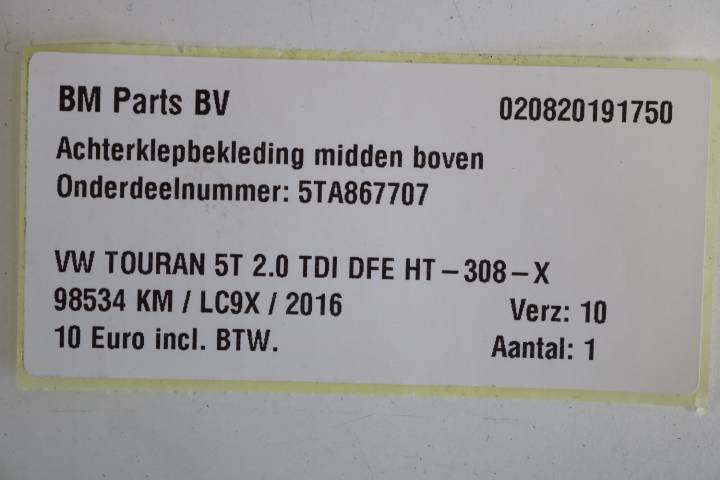 BM Parts BV 020820191750
Achterklepbekleding midden boven
Onderdeelnummer: 5TA867707
VW TOURAN 5T 2.0 TDI DFE HT-308-X
98534 KM / LC9X / 2016 Verz: 10
10 Euro incl. BTW. Aantal: 1